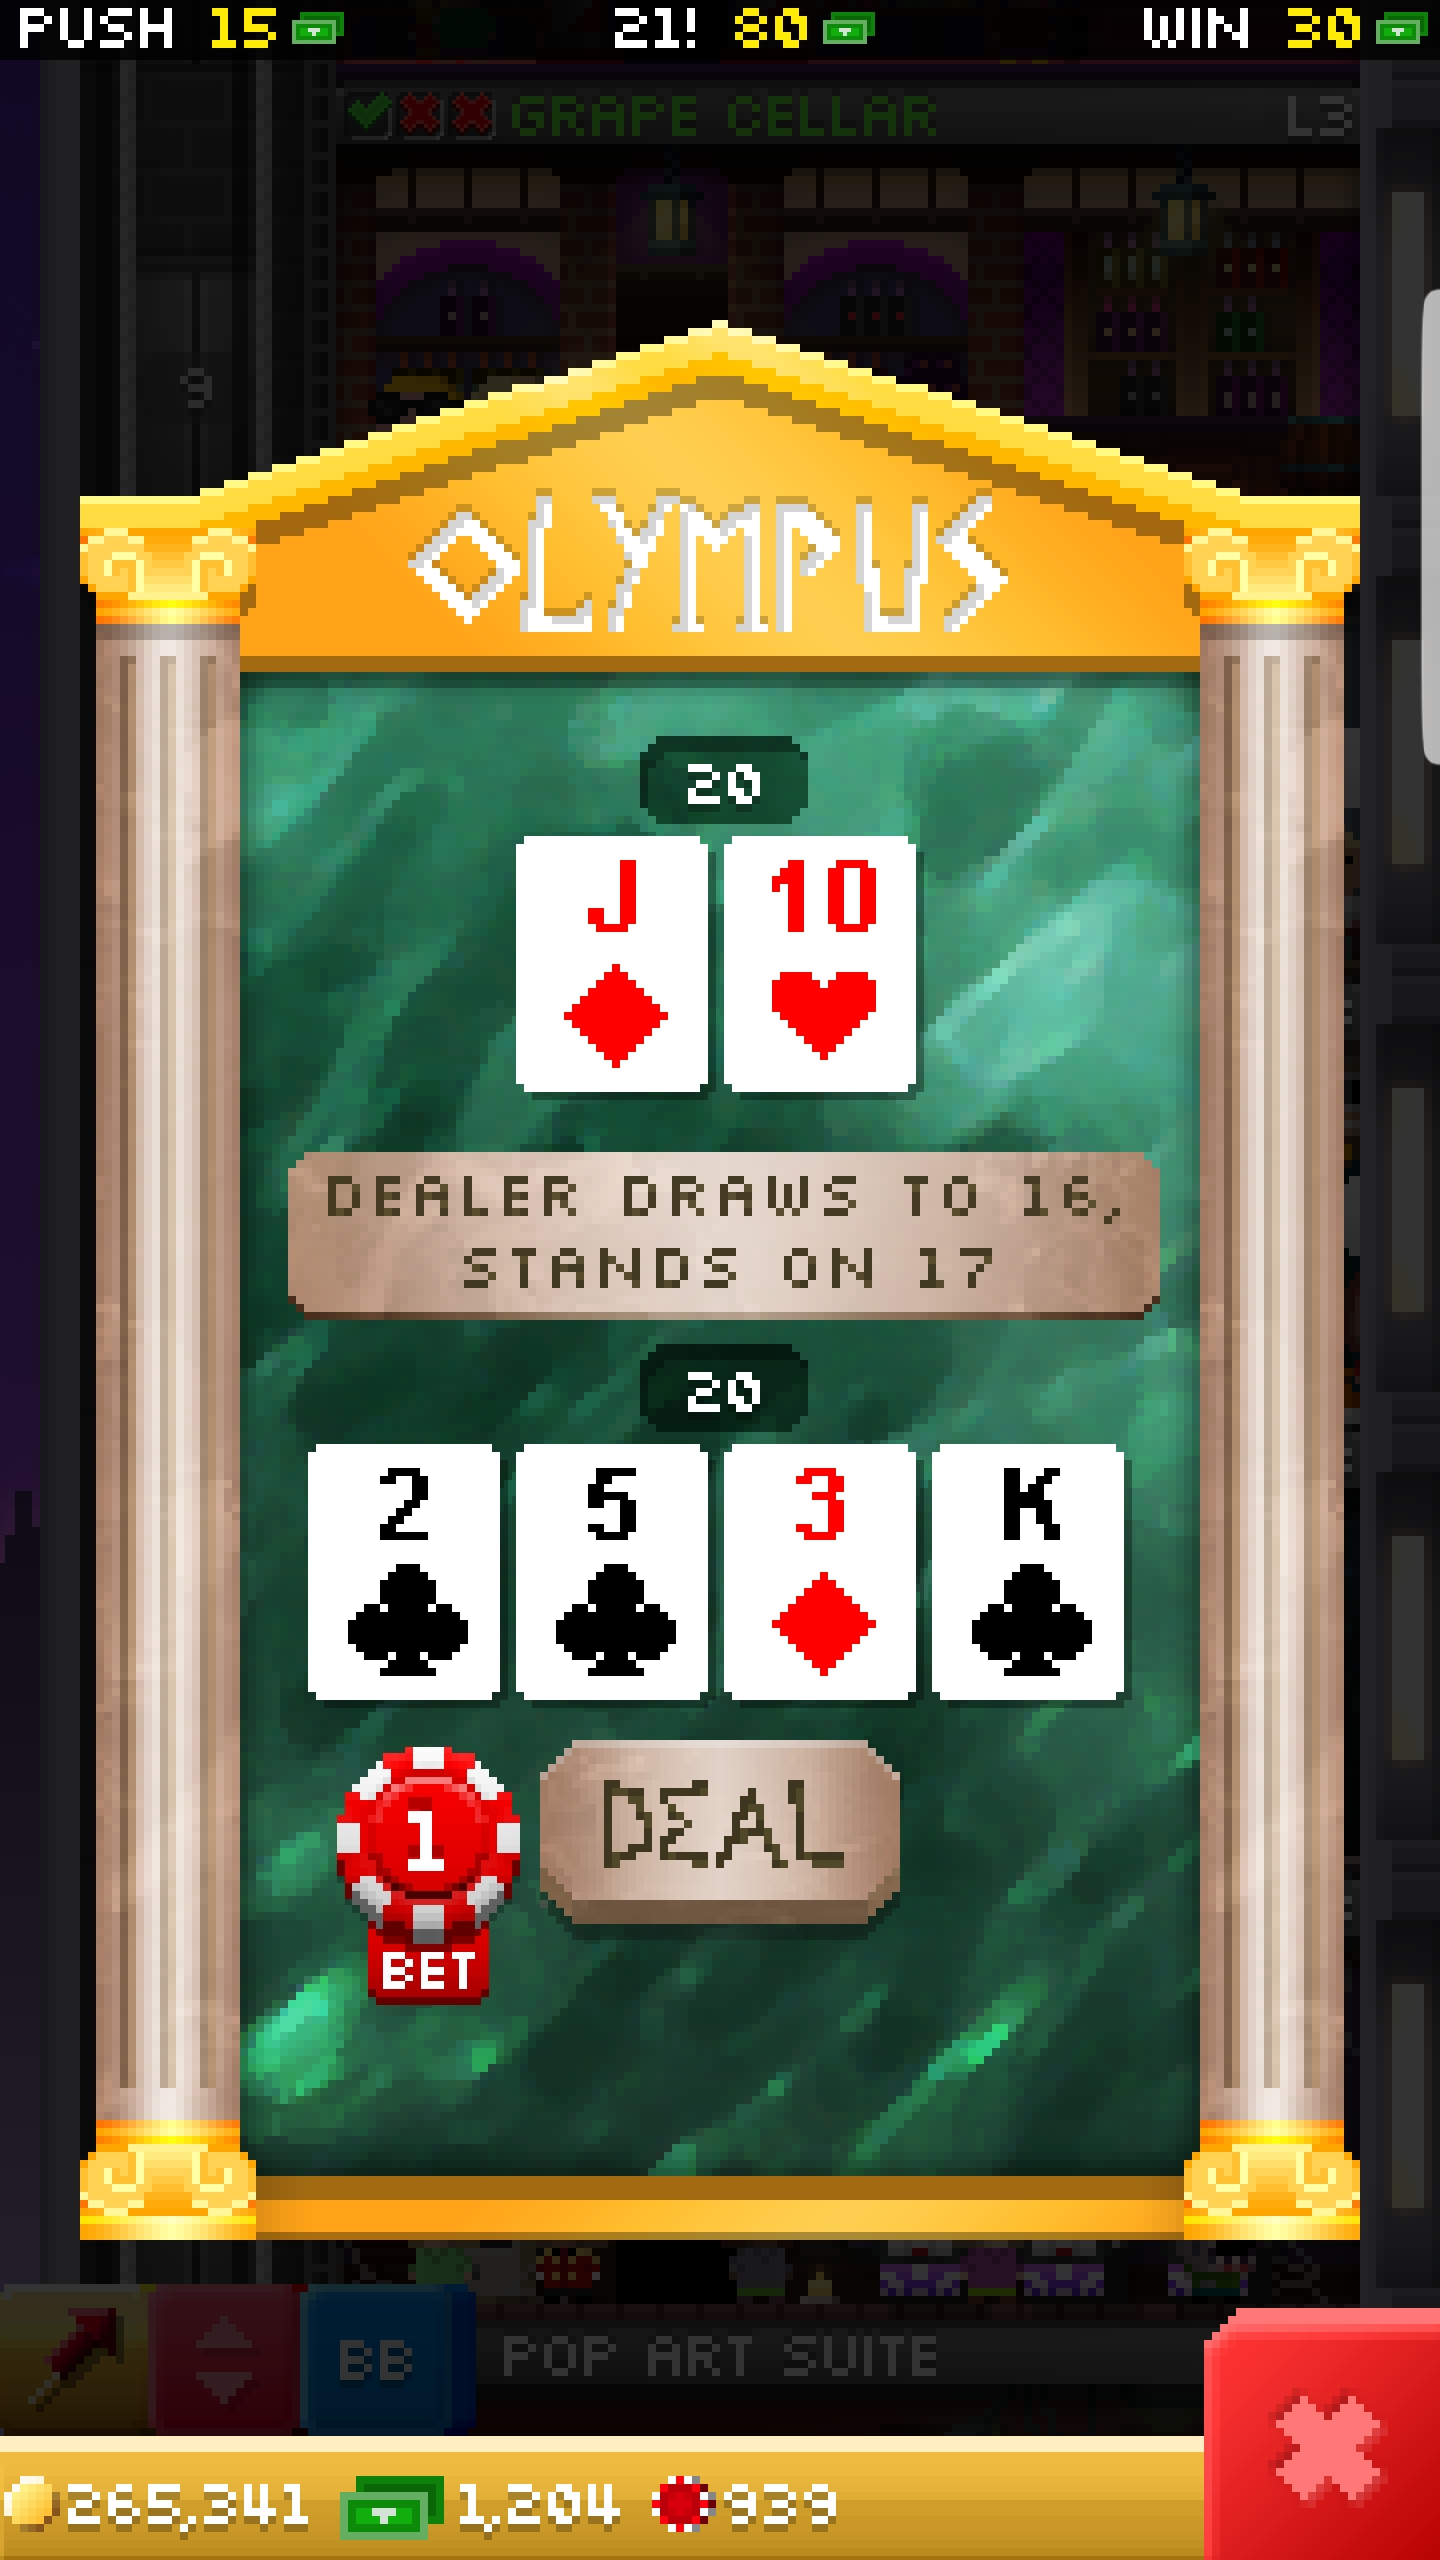 PUSH 15 21! 80 WIN 30
GRAPE CELLAR L3
9
OLYMPUS
20
J 10
DEALER DRAWS TO 16,
STANDS ON 17
20
2 5 3 K
1 DEAL
BET
BB POP ART SUITE
265,341 1,204 939